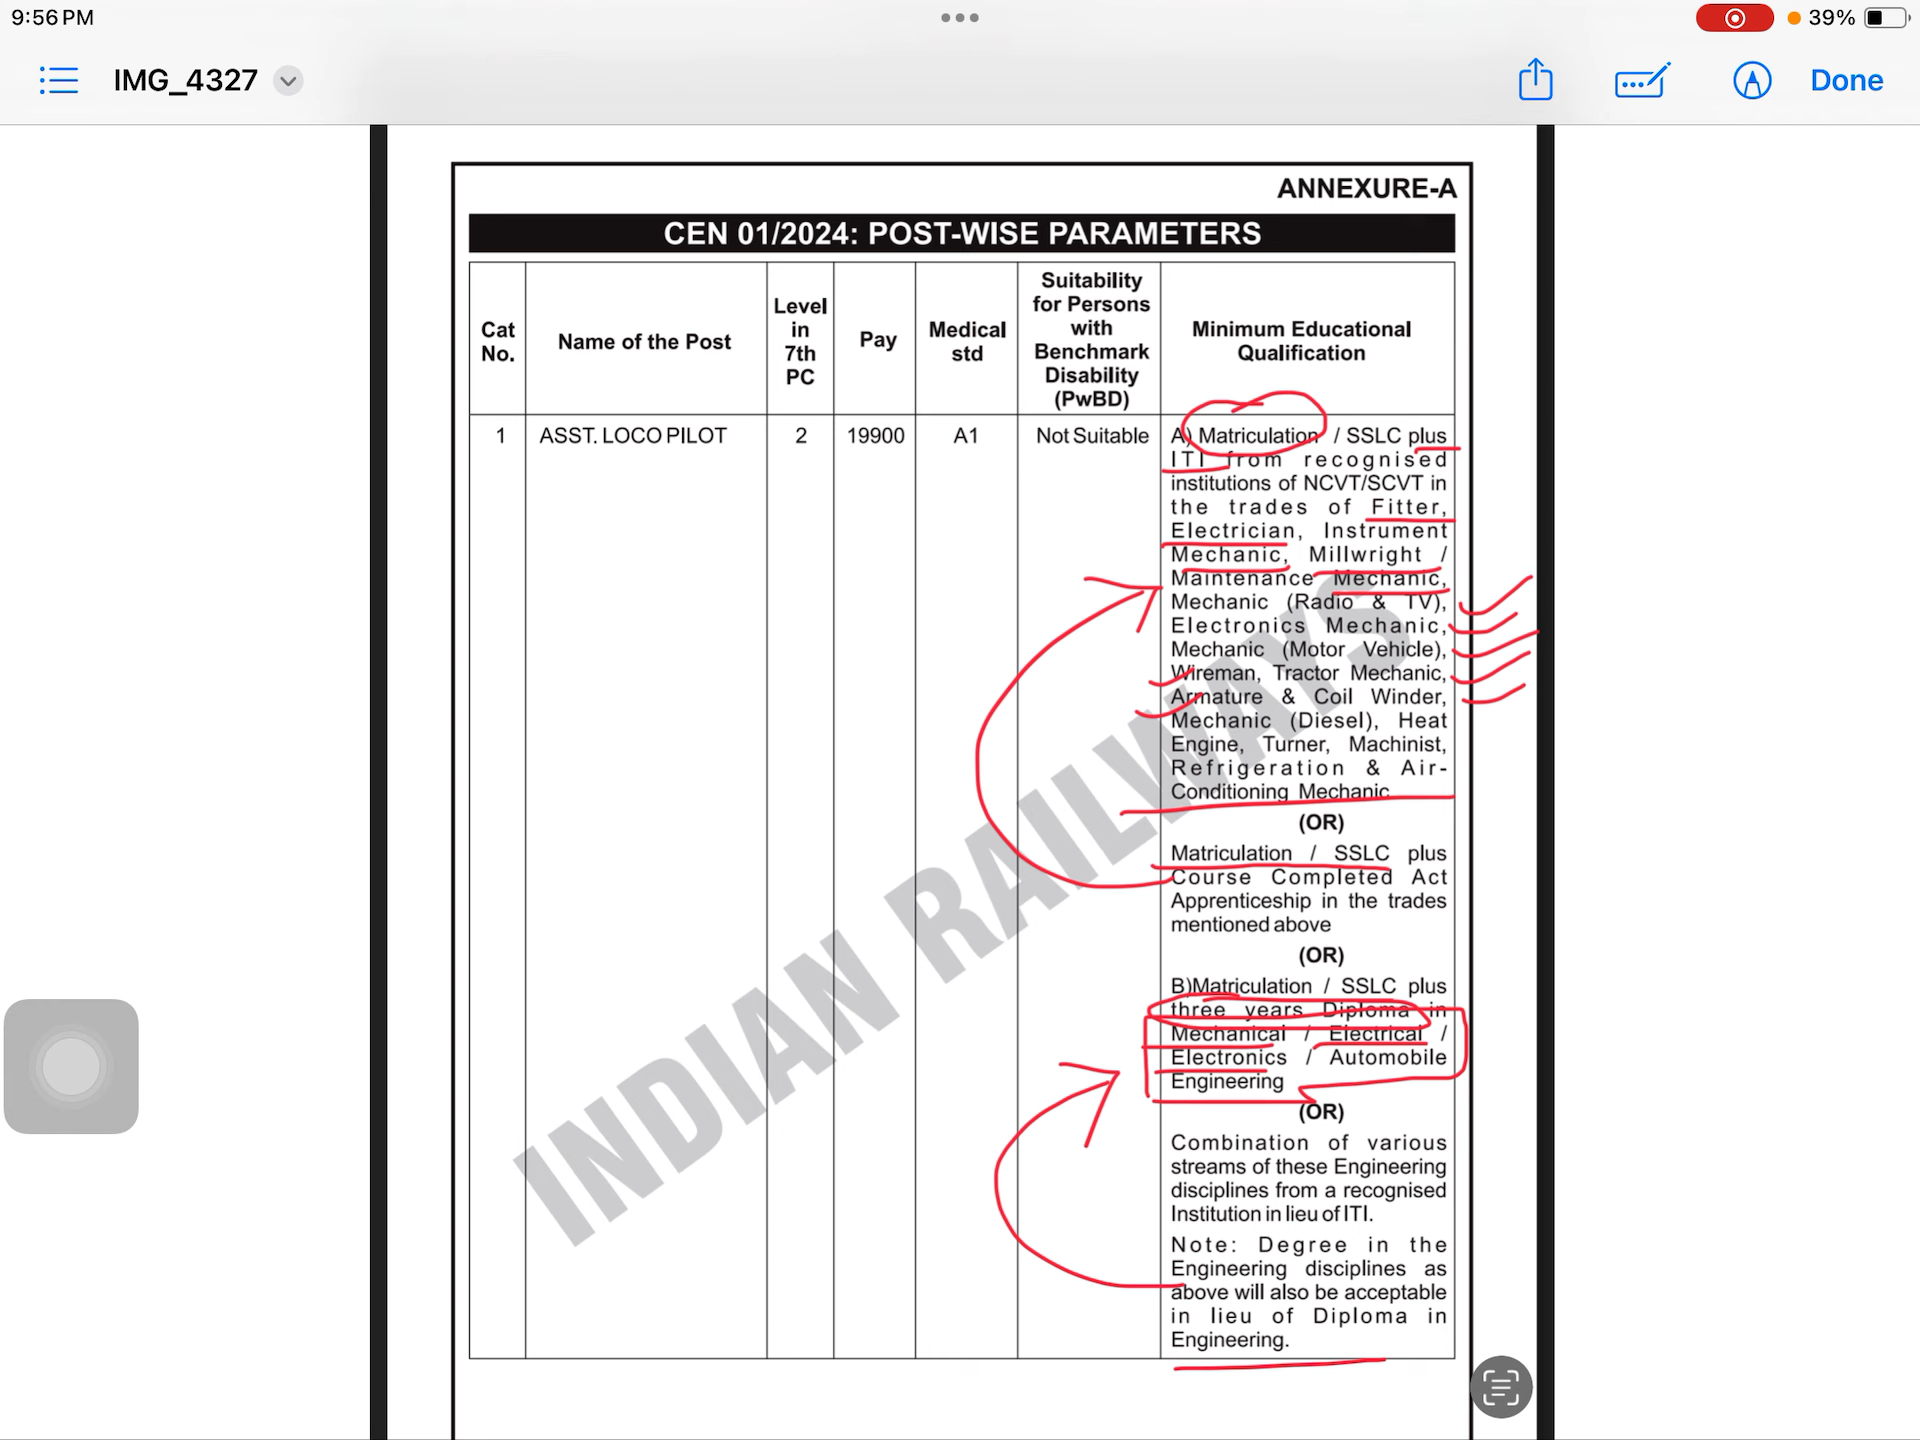 9:56 PM
39%
IMG_4327
Done
ANNEXURE-A
CEN 01/2024: POST-WISE PARAMETERS
Cat No.
Name of the Post
Level in 7th PC
Pay
Medical std
Suitability for Persons with Benchmark Disability (PwBD)
Minimum Educational Qualification
1
ASST. LOCO PILOT
2
19900
A1
Not Suitable
A) Matriculation / SSLC plus
ITI from recognised
institutions of NCVT/SCVT in
the trades of Fitter,
Electrician, Instrument
Mechanic, Millwright /
Maintenance Mechanic,
Mechanic (Radio & TV),
Electronics Mechanic,
Mechanic (Motor Vehicle),
Wireman, Tractor Mechanic,
Armature & Coil Winder,
Mechanic (Diesel), Heat
Engine, Turner, Machinist,
Refrigeration & Air-
Conditioning Mechanic
(OR)
Matriculation / SSLC plus
Course Completed Act
Apprenticeship in the trades
mentioned above
(OR)
B)Matriculation / SSLC plus
three years Diploma in
Mechanical / Electrical /
Electronics / Automobile
Engineering
(OR)
Combination of various
streams of these Engineering
disciplines from a recognised
Institution in lieu of ITI.
Note: Degree in the
Engineering disciplines as
above will also be acceptable
in lieu of Diploma in
Engineering.
INDIAN RAILWAYS